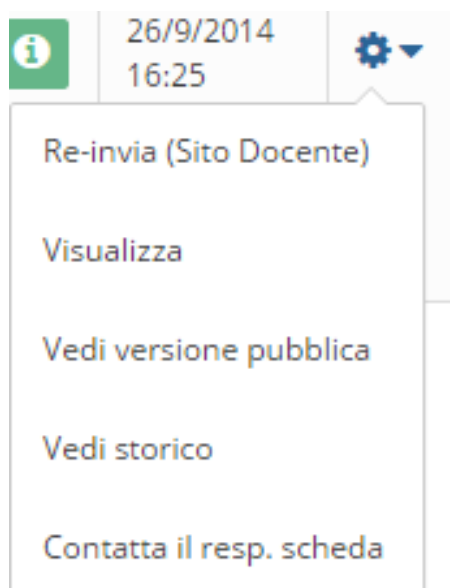 26/9/2014
16:25
Re-invia (Sito Docente)
Visualizza
Vedi versione pubblica
Vedi storico
Contatta il resp. scheda